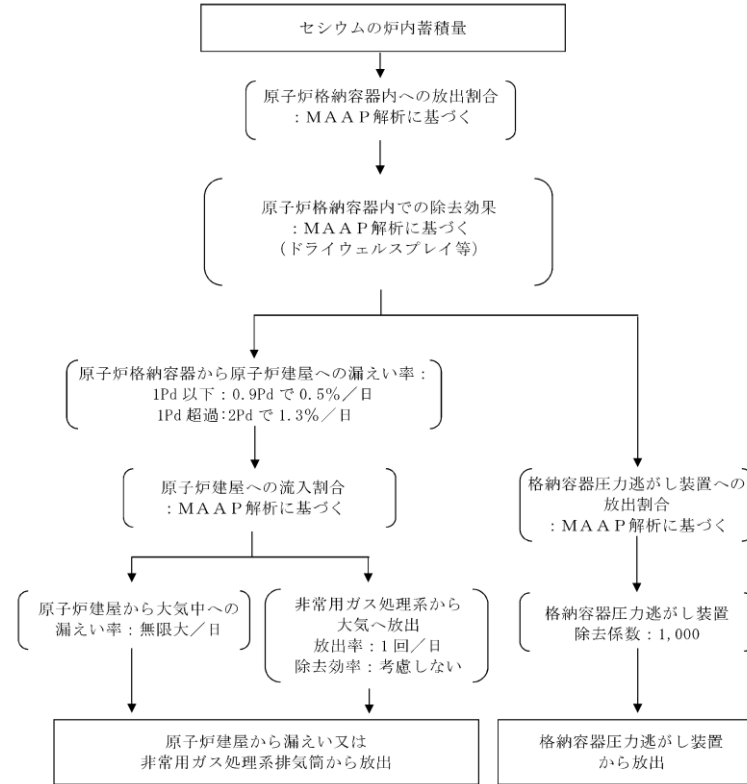 セシウムの炉内蓄積量
原子炉格納容器内への放出割合
：ＭＡＡＰ解析に基づく
原子炉格納容器内での除去効果
：ＭＡＡＰ解析に基づく
(ドライウェルスプレイ等)
原子炉格納容器から原子炉建屋への漏えい率：
1Pd 以下：0.9Pd で 0.5％／日
1Pd 超過：2Pd で 1.3％／日
原子炉建屋への流入割合
：ＭＡＡＰ解析に基づく
格納容器圧力逃がし装置への
放出割合
：ＭＡＡＰ解析に基づく
原子炉建屋から大気中への
漏えい率：無限大／日
非常用ガス処理系から
大気へ放出
放出率：1 回／日
除去効率：考慮しない
格納容器圧力逃がし装置
除去係数：1,000
原子炉建屋から漏えい又は
非常用ガス処理系排気筒から放出
格納容器圧力逃がし装置
から放出